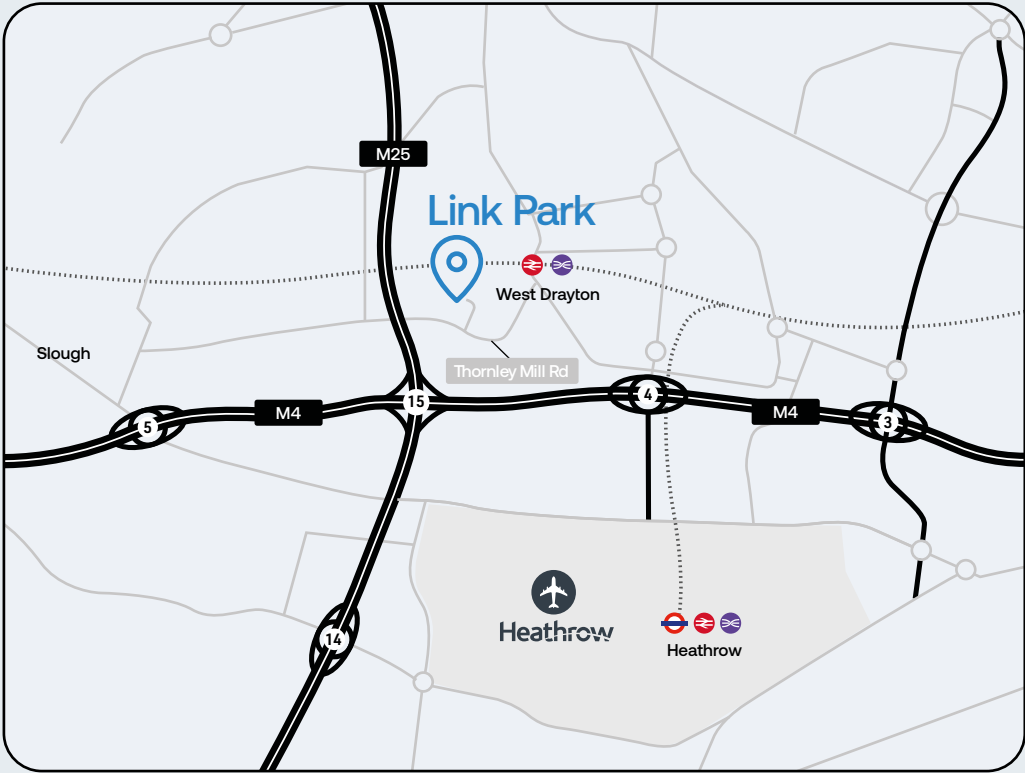 M25
Link Park
West Drayton
Slough
Thornley Mill Rd
15
4
M4
M4
5
3
14
Heathrow
Heathrow